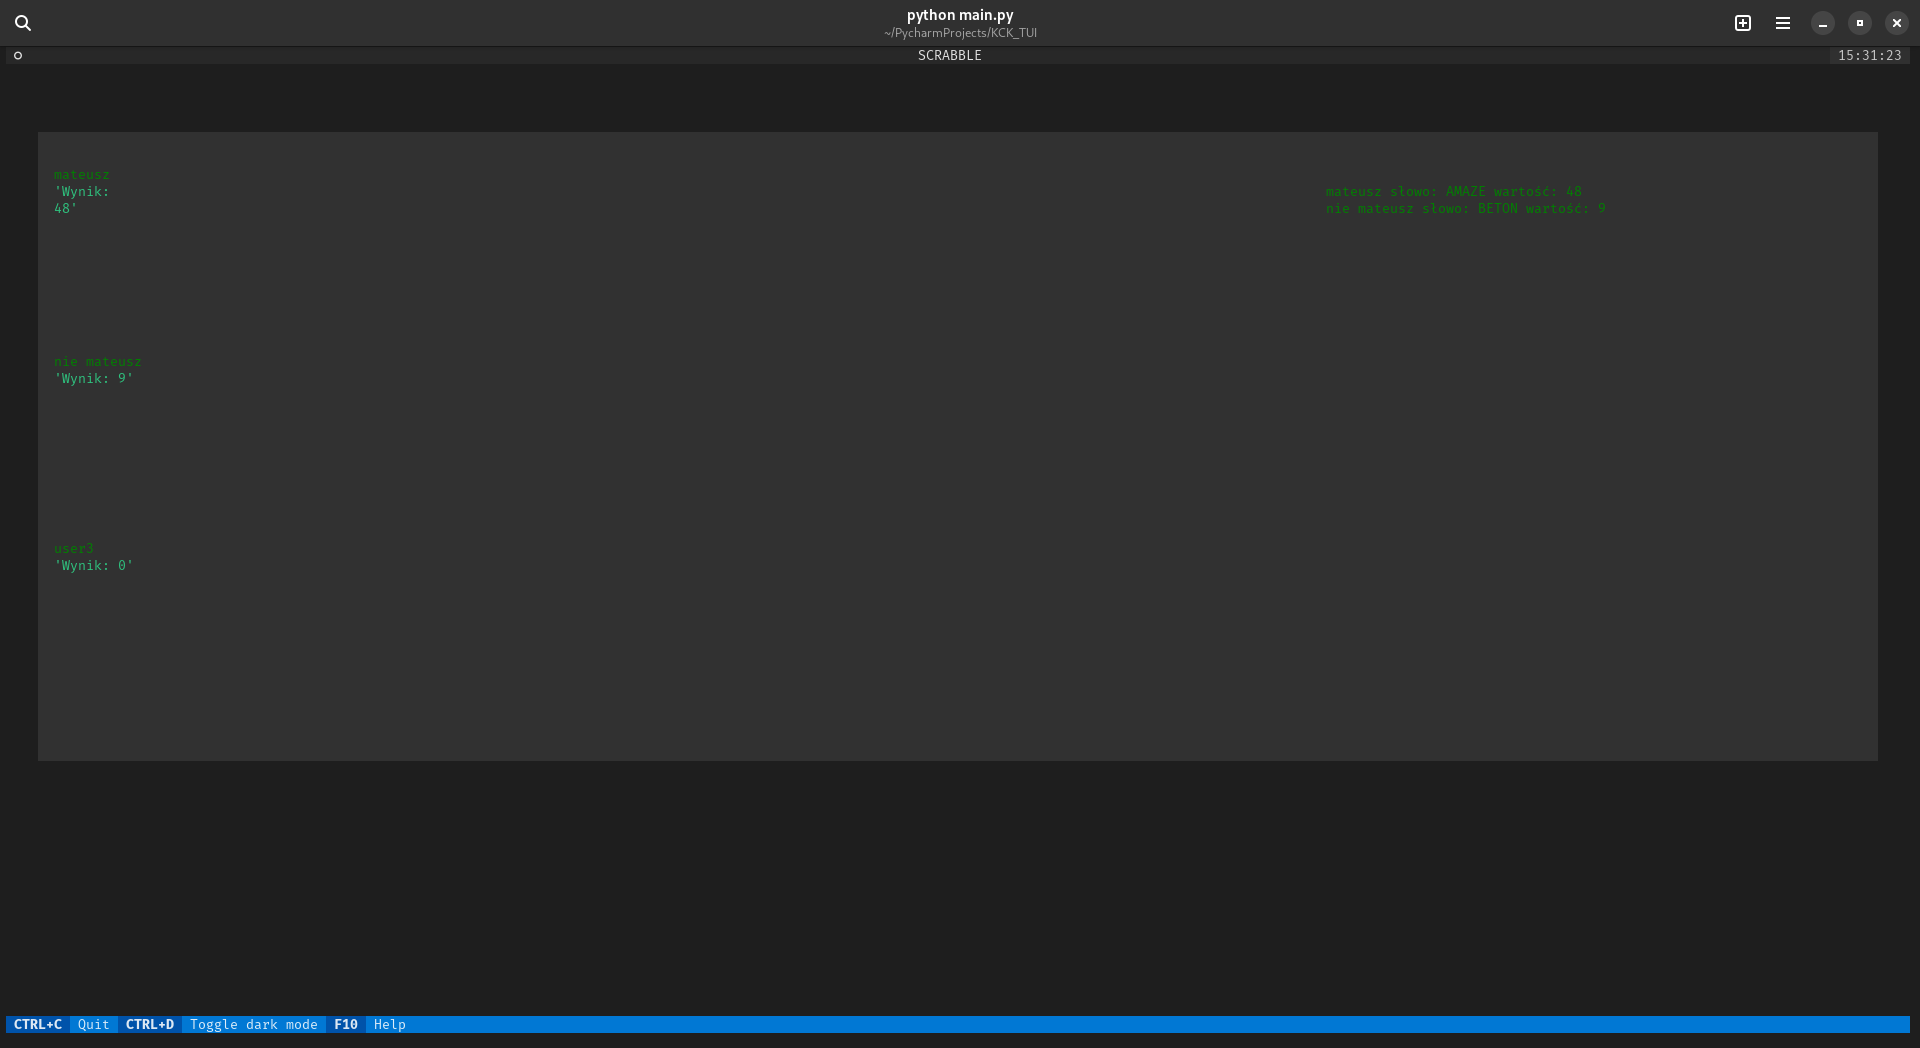 python main.py
~/PycharmProjects/KCK_TUI
SCRABBLE
15:31:23
mateusz
'Wynik:
48'
mateusz słowo: AMAZE wartość: 48
nie mateusz słowo: BETON wartość: 9
nie mateusz
'Wynik: 9'
user3
'Wynik: 0'
CTRL+C Quit CTRL+D Toggle dark mode F10 Help